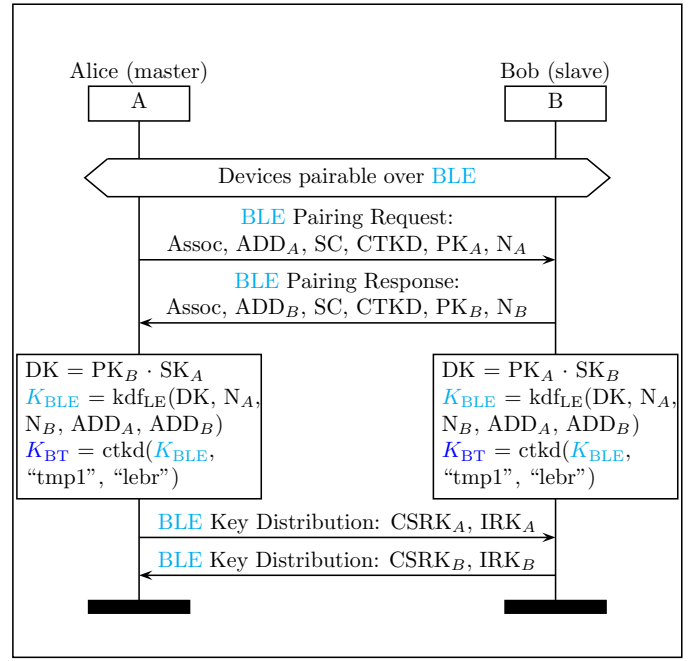 Alice (master)
Bob (slave)
A
B
Devices pairable over BLE
BLE Pairing Request:
Assoc, ADD_A, SC, CTKD, PK_A, N_A
BLE Pairing Response:
Assoc, ADD_B, SC, CTKD, PK_B, N_B
DK = PK_B · SK_A
K_BLE = kdf_LE(DK, N_A,
N_B, ADD_A, ADD_B)
K_BT = ctkd(K_BLE,
“tmp1”, “lebr”)
DK = PK_A · SK_B
K_BLE = kdf_LE(DK, N_A,
N_B, ADD_A, ADD_B)
K_BT = ctkd(K_BLE,
“tmp1”, “lebr”)
BLE Key Distribution: CSRK_A, IRK_A
BLE Key Distribution: CSRK_B, IRK_B